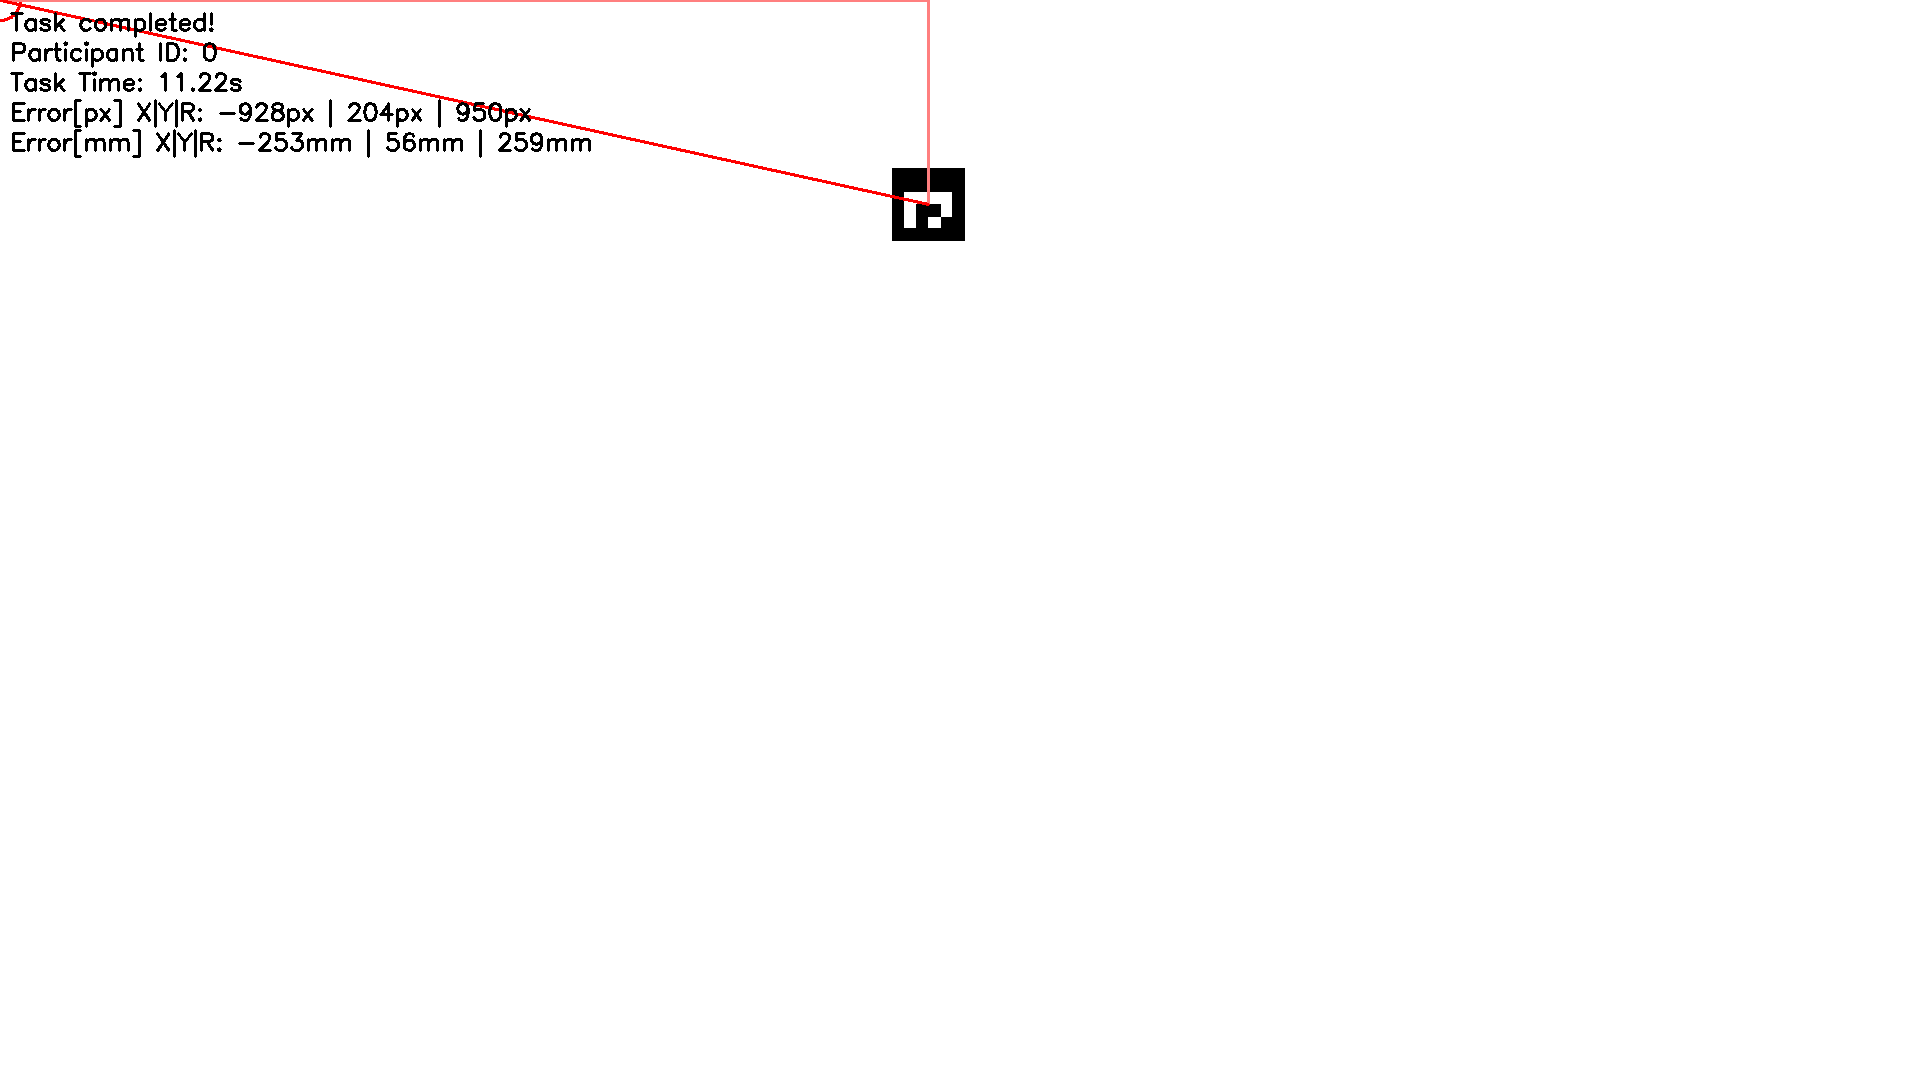 Task completed!
Participant ID: 0
Task Time: 11.22s
Error[px] X|Y|R: -928px | 204px | 950px
Error[mm] X|Y|R: -253mm | 56mm | 259mm